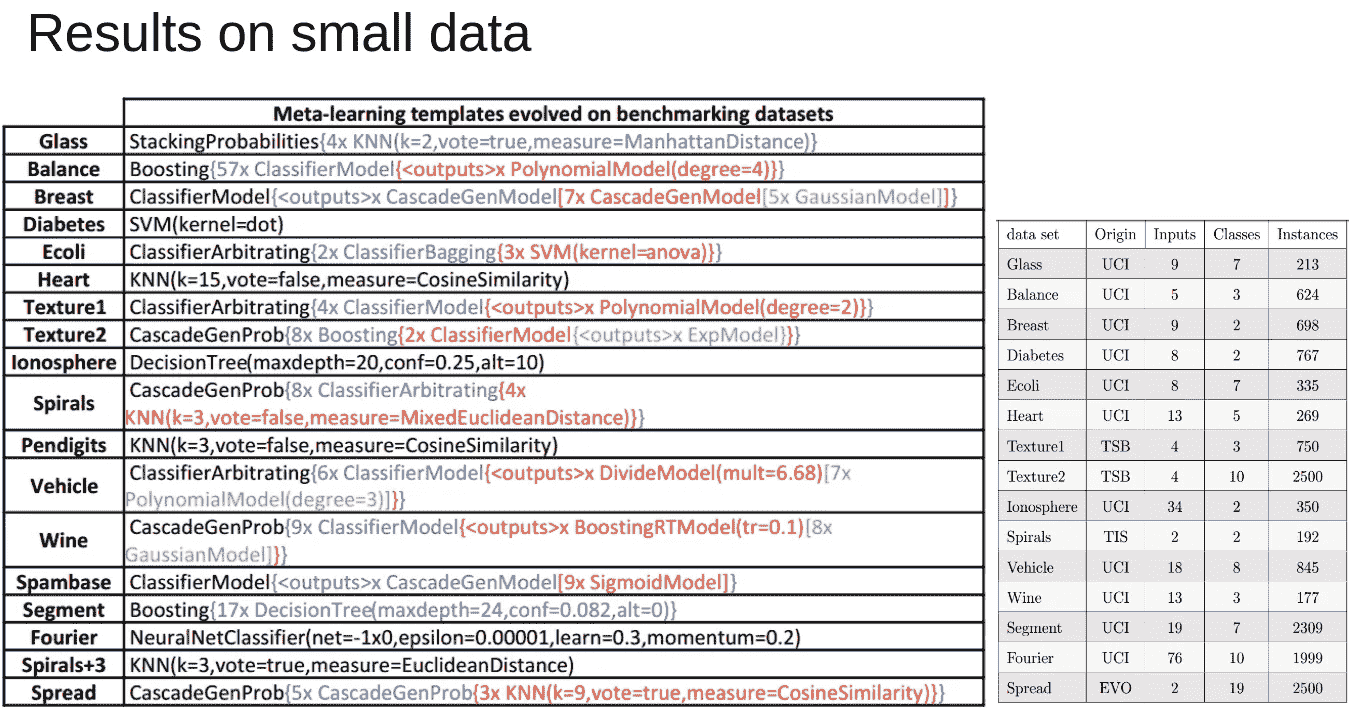 Results on small data
Meta-learning templates evolved on benchmarking datasets
Glass StackingProbabilities{4x KNN(k=2,vote=true,measure=ManhattanDistance)}
Balance Boosting{57x ClassifierModel{<outputs>x PolynomialModel(degree=4)}}
Breast ClassifierModel{<outputs>x CascadeGenModel[7x CascadeGenModel[5x GaussianModel]]}
Diabetes SVM(kernel=dot)
Ecoli ClassifierArbitrating{2x ClassifierBagging{3x SVM(kernel=anova)}}
Heart KNN(k=15,vote=false,measure=CosineSimilarity)
Texture1 ClassifierArbitrating{4x ClassifierModel{<outputs>x PolynomialModel(degree=2)}}
Texture2 CascadeGenProb{8x Boosting{2x ClassifierModel{<outputs>x ExpModel}}}
Ionosphere DecisionTree(maxdepth=20,conf=0.25,alt=10)
Spirals CascadeGenProb{8x ClassifierArbitrating{4x
KNN(k=3,vote=false,measure=MixedEuclideanDistance)}}
Pendigits KNN(k=3,vote=false,measure=CosineSimilarity)
Vehicle ClassifierArbitrating{6x ClassifierModel{<outputs>x DivideModel(mult=6.68)[7x
PolynomialModel(degree=3)]}}
Wine CascadeGenProb{9x ClassifierModel{<outputs>x BoostingRTModel(tr=0.1)[8x
GaussianModel]}}
Spambase ClassifierModel{<outputs>x CascadeGenModel[9x SigmoidModel]}
Segment Boosting{17x DecisionTree(maxdepth=24,conf=0.082,alt=0)}
Fourier NeuralNetClassifier(net=-1x0,epsilon=0.00001,learn=0.3,momentum=0.2)
Spirals+3 KNN(k=3,vote=true,measure=EuclideanDistance)
Spread CascadeGenProb{5x CascadeGenProb{3x KNN(k=9,vote=true,measure=CosineSimilarity)}}
data set Origin Inputs Classes Instances
Glass UCI 9 7 213
Balance UCI 5 3 624
Breast UCI 9 2 698
Diabetes UCI 8 2 767
Ecoli UCI 8 7 335
Heart UCI 13 5 269
Texture1 TSB 4 3 750
Texture2 TSB 4 10 2500
Ionosphere UCI 34 2 350
Spirals TIS 2 2 192
Vehicle UCI 18 8 845
Wine UCI 13 3 177
Segment UCI 19 7 2309
Fourier UCI 76 10 1999
Spread EVO 2 19 2500